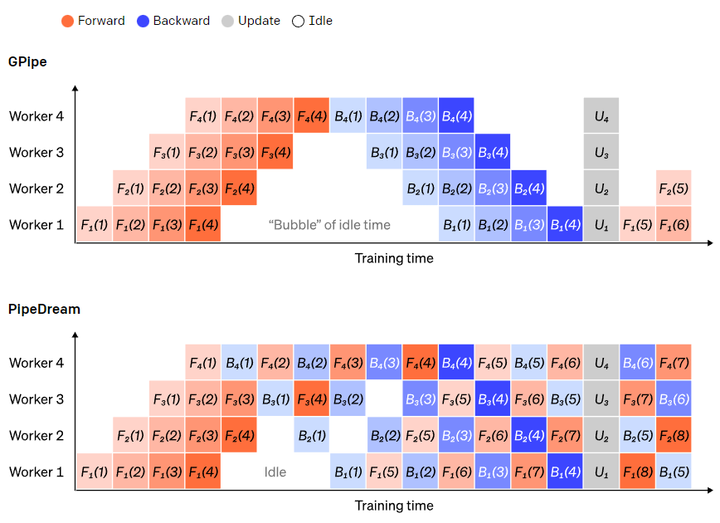 Forward Backward Update Idle
GPipe
Worker 4 F₄(1) F₄(2) F₄(3) F₄(4) B₄(1) B₄(2) B₄(3) B₄(4) U₄
Worker 3 F₃(1) F₃(2) F₃(3) F₃(4) B₃(1) B₃(2) B₃(3) B₃(4) U₃
Worker 2 F₂(1) F₂(2) F₂(3) F₂(4) B₂(1) B₂(2) B₂(3) B₂(4) U₂ F₂(5)
Worker 1 F₁(1) F₁(2) F₁(3) F₁(4) “Bubble” of idle time B₁(1) B₁(2) B₁(3) B₁(4) U₁ F₁(5) F₁(6)
Training time
PipeDream
Worker 4 F₄(1) B₄(1) F₄(2) B₄(2) F₄(3) B₄(3) F₄(4) B₄(4) F₄(5) B₄(5) F₄(6) U₄ B₄(6) F₄(7)
Worker 3 F₃(1) F₃(2) F₃(3) B₃(1) F₃(4) B₃(2) B₃(3) F₃(5) B₃(4) F₃(6) B₃(5) U₃ F₃(7) B₃(6)
Worker 2 F₂(1) F₂(2) F₂(3) F₂(4) B₂(1) B₂(2) F₂(5) B₂(3) F₂(6) B₂(4) F₂(7) U₂ B₂(5) F₂(8)
Worker 1 F₁(1) F₁(2) F₁(3) F₁(4) Idle B₁(1) F₁(5) B₁(2) F₁(6) B₁(3) F₁(7) B₁(4) U₁ F₁(8) B₁(5)
Training time